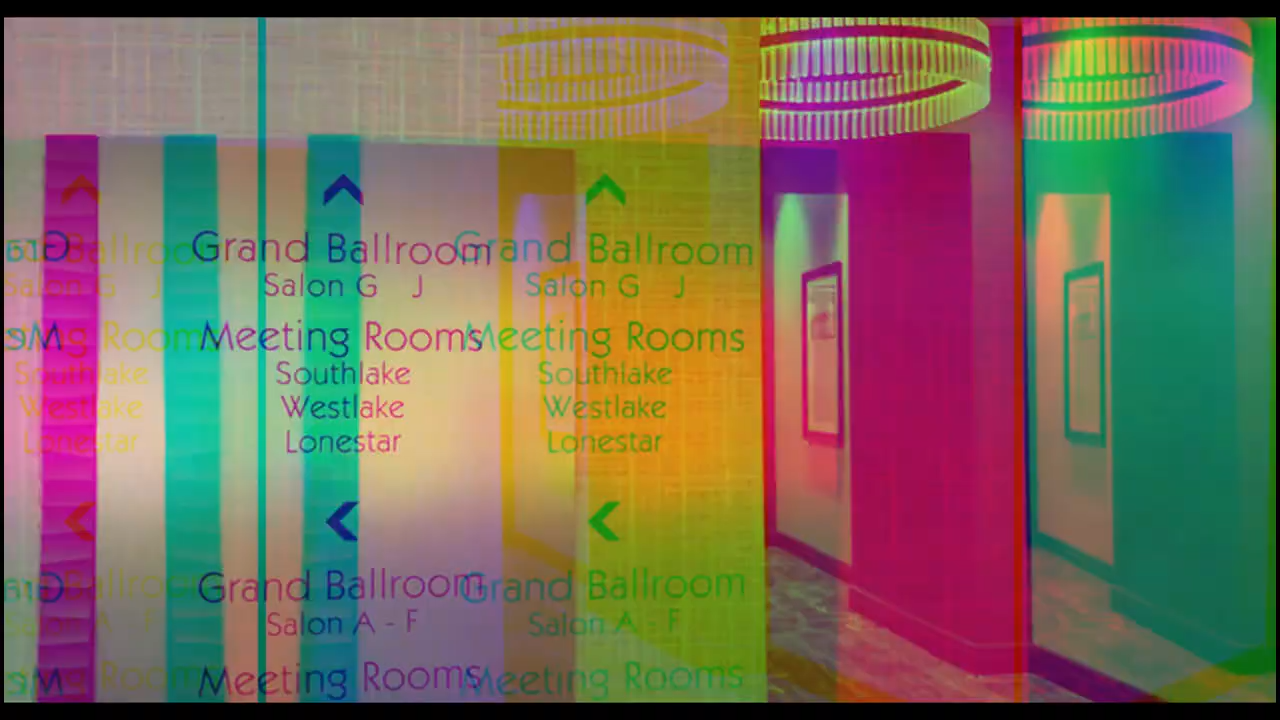 Grand Ballroom
Salon G J
Meeting Rooms
Southlake
Westlake
Lonestar
Grand Ballroom
Salon A - F
Meeting Rooms